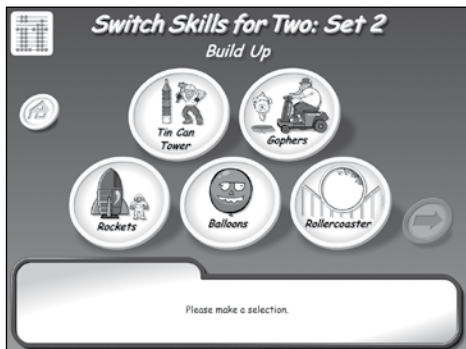 Switch Skills for Two: Set 2
Build Up
Tin Can
Tower
Gophers
Rockets
Balloons
Rollercoaster
Please make a selection.